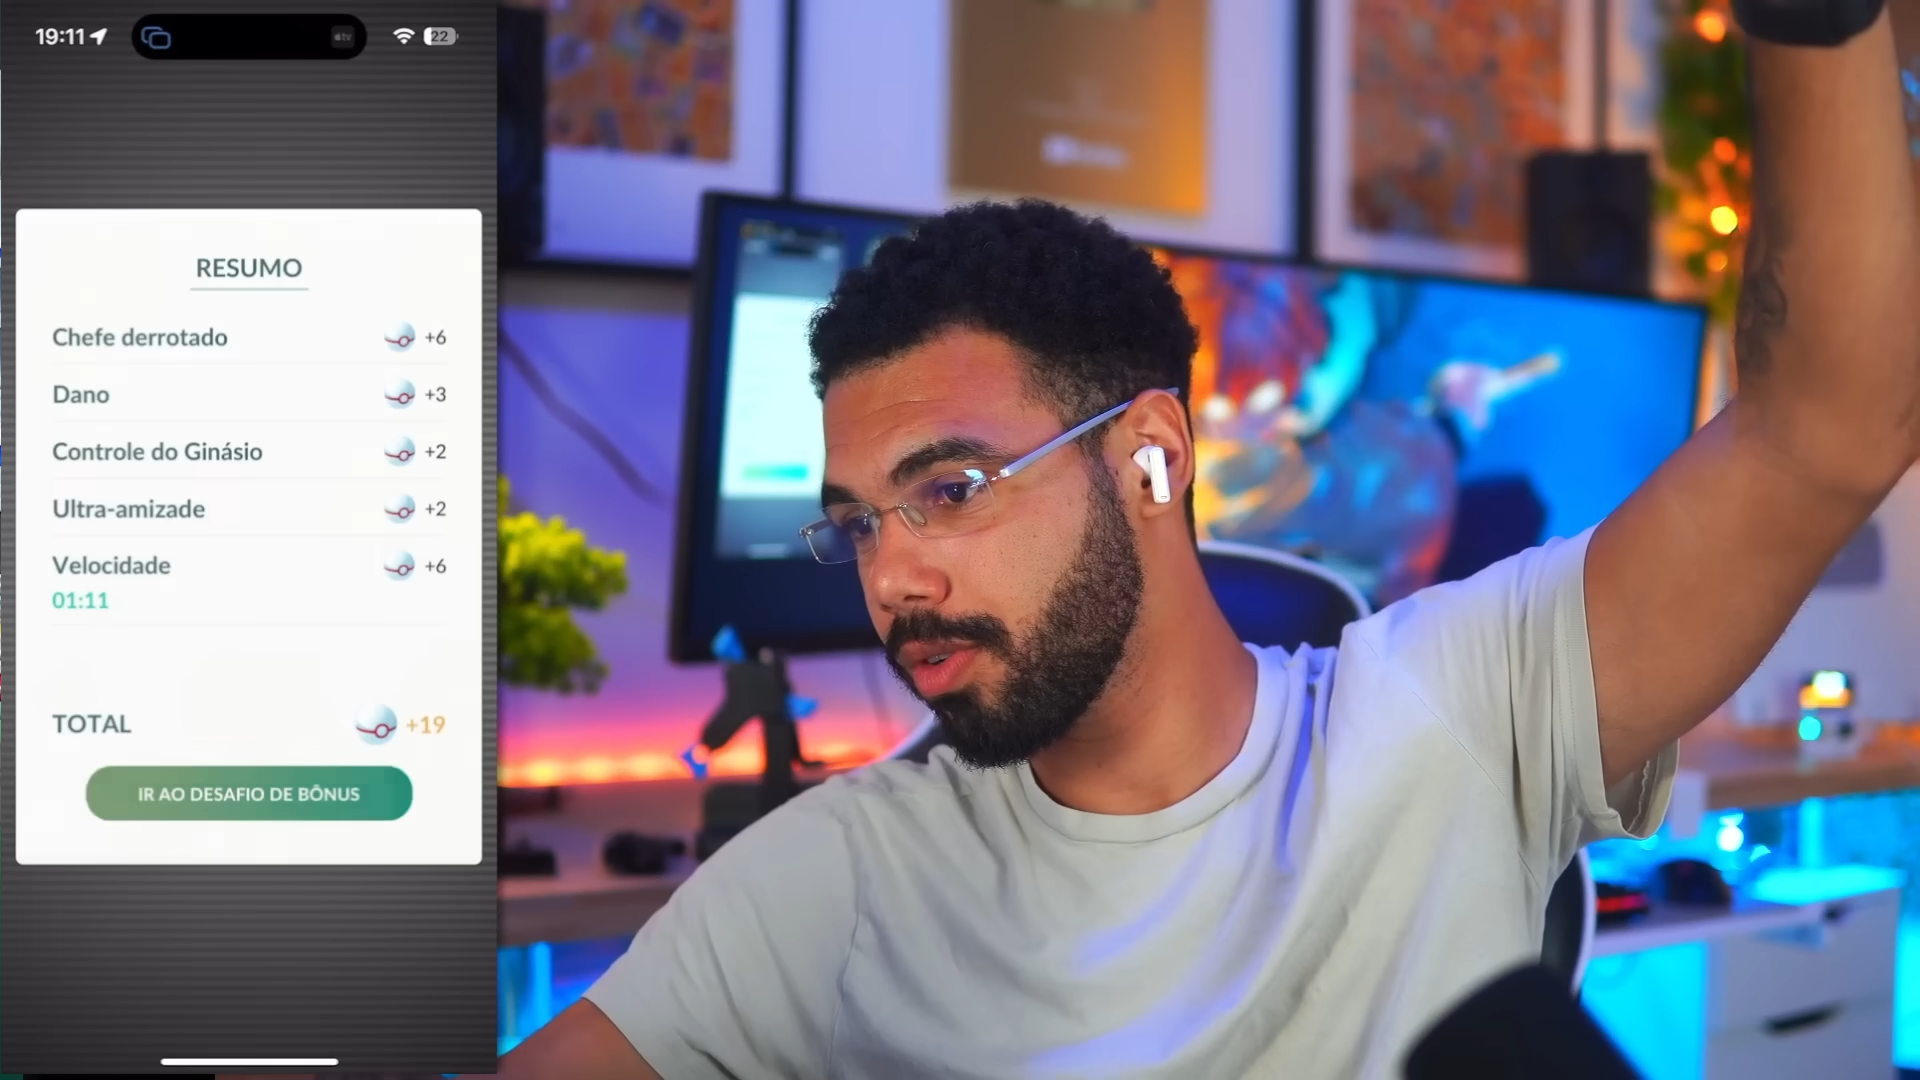 19:11
tv
22
RESUMO
Chefe derrotado +6
Dano +3
Controle do Ginásio +2
Ultra-amizade +2
Velocidade +6
01:11
TOTAL +19
IR AO DESAFIO DE BÔNUS